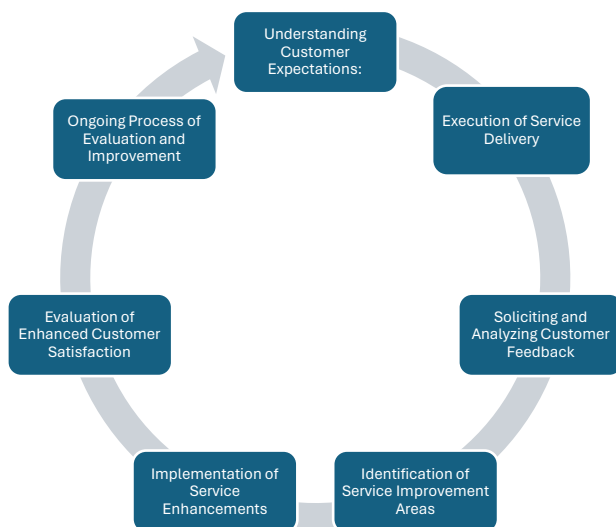 Understanding
Customer
Expectations:
Execution of Service
Delivery
Soliciting and
Analyzing Customer
Feedback
Identification of
Service Improvement
Areas
Implementation of
Service
Enhancements
Evaluation of
Enhanced Customer
Satisfaction
Ongoing Process of
Evaluation and
Improvement